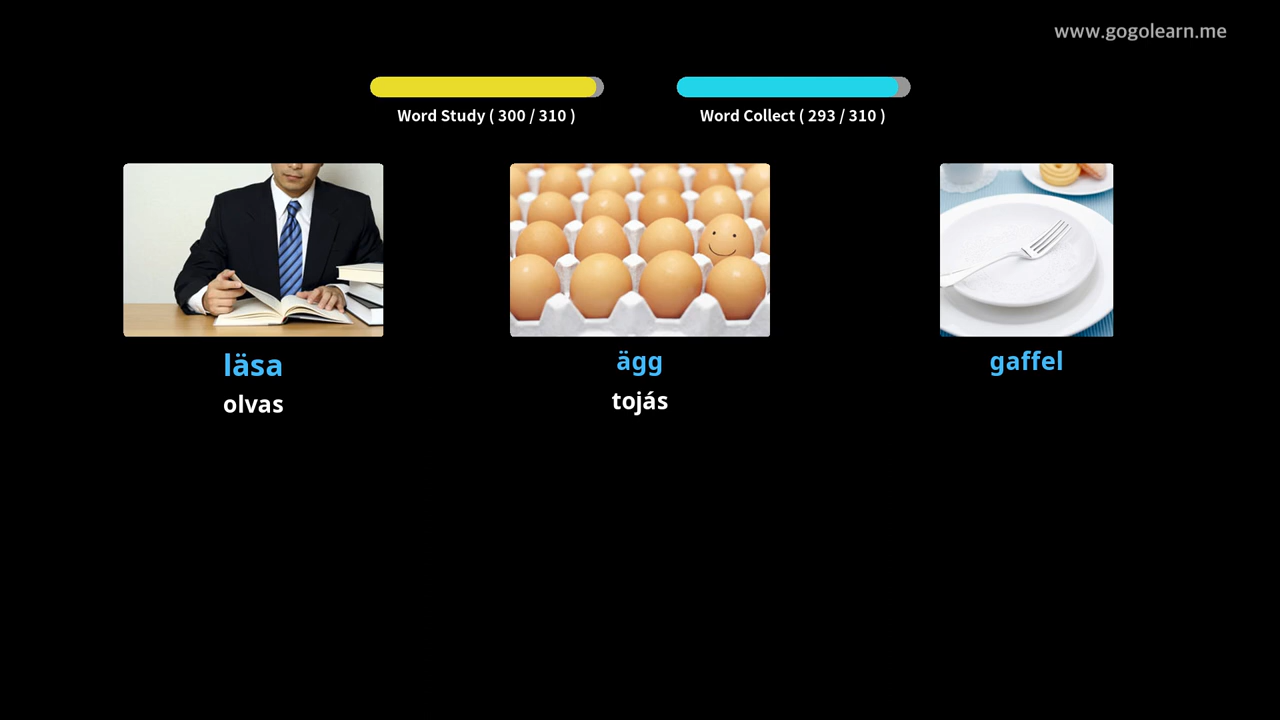 www.gogolearn.me
Word Study ( 300 / 310 )
Word Collect ( 293 / 310 )
läsa
ägg
gaffel
olvas
tojás